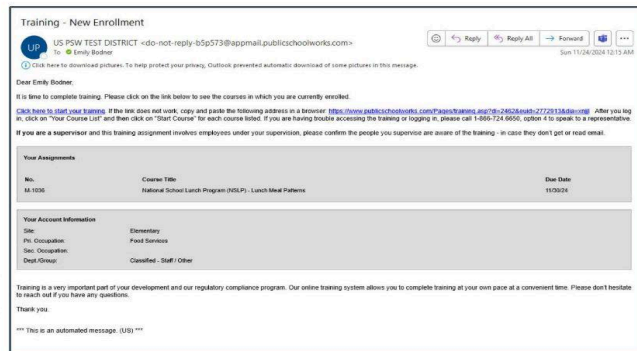 Training - New Enrollment
UP
US PSW TEST DISTRICT <do-not-reply-b5p573@appmail.publicschoolworks.com>
To Emily Bodner
Reply
Reply All
Forward
Sun 11/24/2024 12:15 AM
Click here to download pictures. To help protect your privacy, Outlook prevented automatic download of some pictures in this message.
Dear Emily Bodner,
It is time to complete training. Please click on the link below to see the courses in which you are currently enrolled.
Click here to start your training. If the link does not work, copy and paste the following address in a browser: https://www.publicschoolworks.com/Pages/training.asp?di=2462&euid=2772613&dia=xmjl After you log
in, click on "Your Course List" and then click on "Start Course" for each course listed. If you are having trouble accessing the training or logging in, please call 1-866-724-6650, option 4 to speak to a representative.
If you are a supervisor and this training assignment involves employees under your supervision, please confirm the people you supervise are aware of the training - in case they don't get or read email.
Your Assignments
No. Course Title Due Date
M-1036 National School Lunch Program (NSLP) - Lunch Meal Patterns 11/30/24
Your Account Information
Site: Elementary
Pri. Occupation: Food Services
Sec. Occupation:
Dept./Group: Classified - Staff / Other
Training is a very important part of your development and our regulatory compliance program. Our online training system allows you to complete training at your own pace at a convenient time. Please don't hesitate
to reach out if you have any questions.
Thank you.
*** This is an automated message. (US) ***